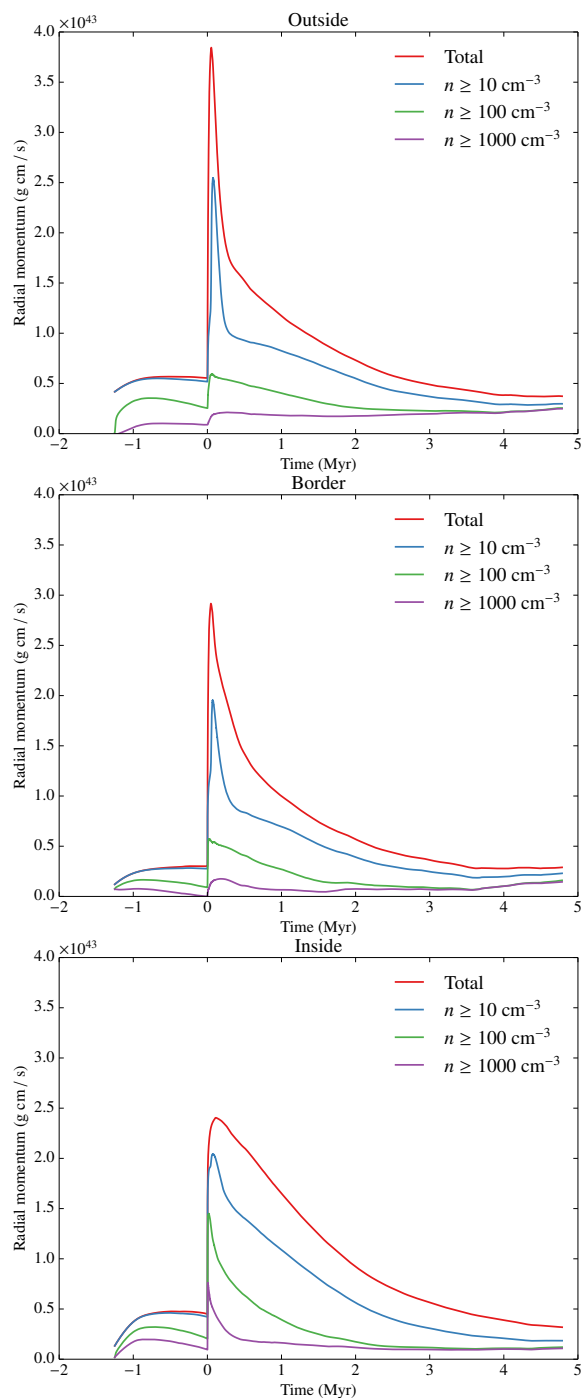 Outside
×10⁴³
4.0
3.5
3.0
2.5
2.0
1.5
1.0
0.5
0.0
Radial momentum (g cm / s)
Total
n ≥ 10 cm⁻³
n ≥ 100 cm⁻³
n ≥ 1000 cm⁻³
−2 −1 0 1 2 3 4 5
Time (Myr)
Border
×10⁴³
4.0
3.5
3.0
2.5
2.0
1.5
1.0
0.5
0.0
Radial momentum (g cm / s)
Total
n ≥ 10 cm⁻³
n ≥ 100 cm⁻³
n ≥ 1000 cm⁻³
−2 −1 0 1 2 3 4 5
Time (Myr)
Inside
×10⁴³
4.0
3.5
3.0
2.5
2.0
1.5
1.0
0.5
0.0
Radial momentum (g cm / s)
Total
n ≥ 10 cm⁻³
n ≥ 100 cm⁻³
n ≥ 1000 cm⁻³
−2 −1 0 1 2 3 4 5
Time (Myr)